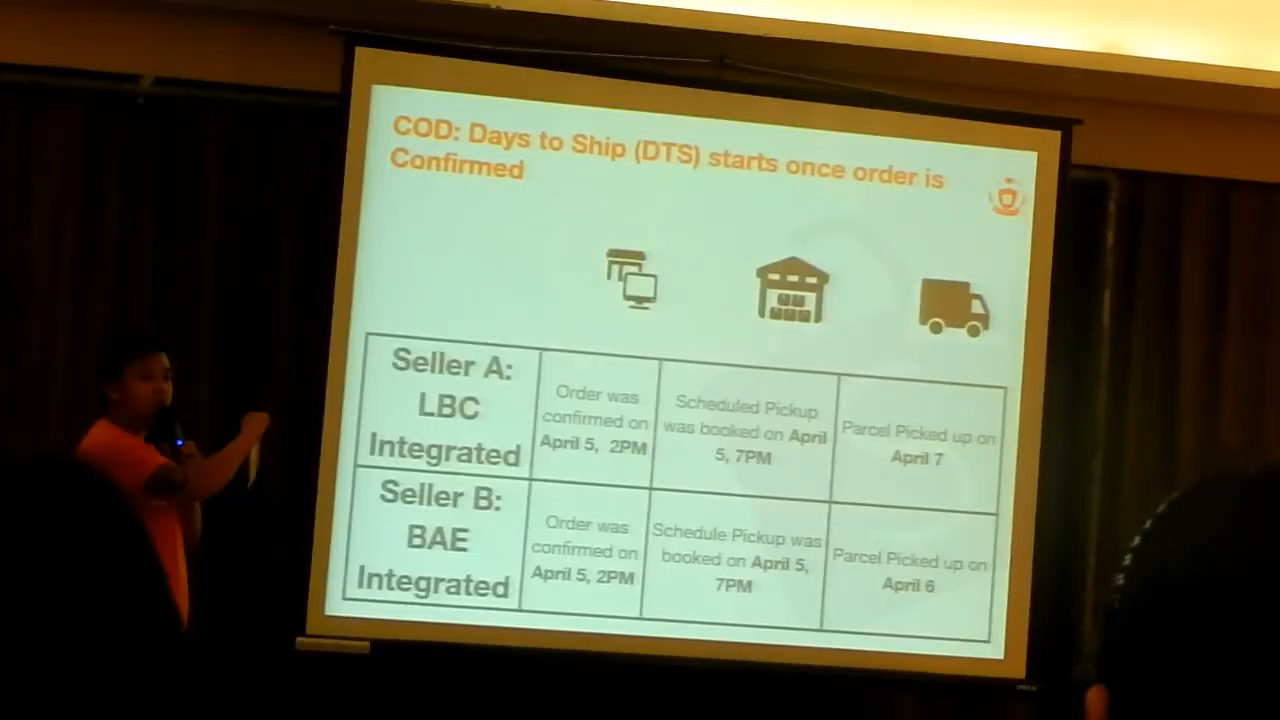 COD: Days to Ship (DTS) starts once order is
Confirmed
Seller A:
LBC
Integrated
Order was
confirmed on
April 5, 2PM
Scheduled Pickup
was booked on April
5, 7PM
Parcel Picked up on
April 7
Seller B:
BAE
Integrated
Order was
confirmed on
April 5, 2PM
Schedule Pickup was
booked on April 5,
7PM
Parcel Picked up on
April 6